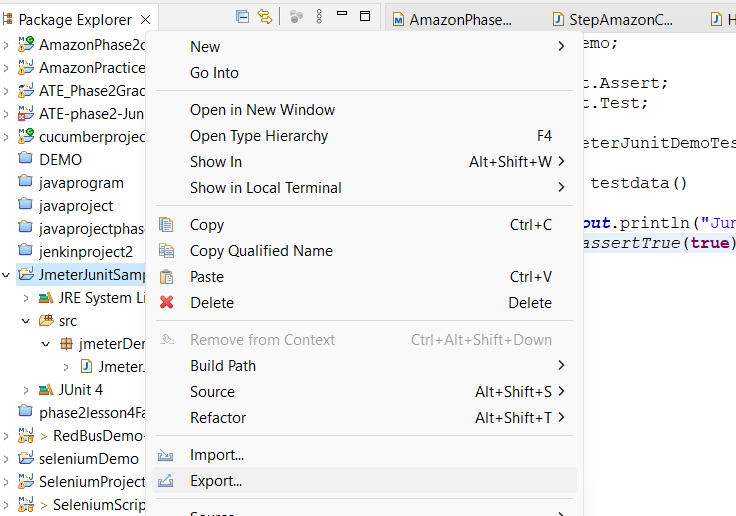 Package Explorer
AmazonPhase2c
AmazonPractice
ATE_Phase2Grad
ATE-phase2-Jun
cucumberprojec
DEMO
javaprogram
javaproject
javaprojectphase
jenkinproject2
JmeterJunitSamp
JRE System Li
src
jmeterDer
Jmeter.
JUnit 4
phase2lesson4Fa
> RedBusDemo-
seleniumDemo
SeleniumProject
> SeleniumScrip
New
Go Into
Open in New Window
Open Type Hierarchy F4
Show In Alt+Shift+W
Show in Local Terminal
Copy Ctrl+C
Copy Qualified Name
Paste Ctrl+V
Delete Delete
Remove from Context Ctrl+Alt+Shift+Down
Build Path
Source Alt+Shift+S
Refactor Alt+Shift+T
Import...
Export...
AmazonPhase... StepAmazonC...
emo;
t.Assert;
t.Test;
eterJunitDemoTes
testdata()
out.println("Jun
assertTrue(true)